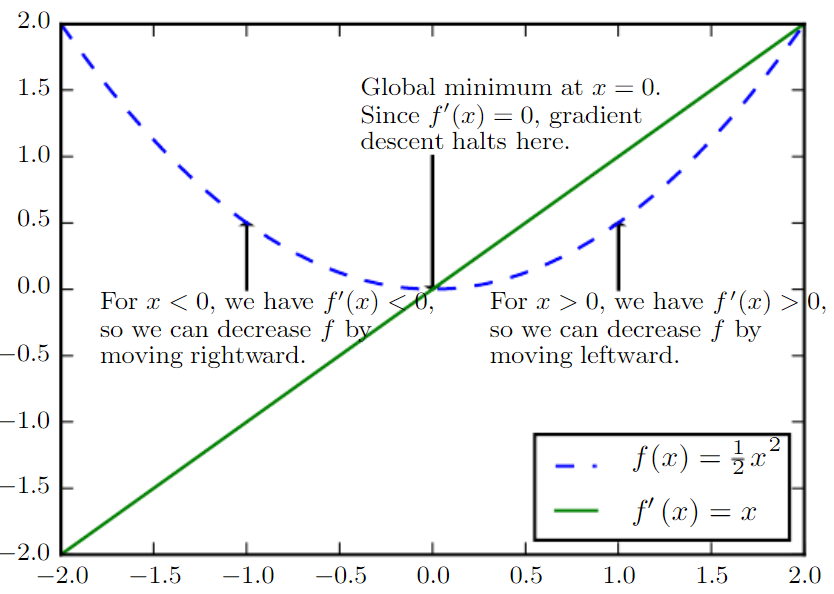 2.0
1.5
1.0
0.5
0.0
−0.5
−1.0
−1.5
−2.0
Global minimum at x = 0.
Since f′(x) = 0, gradient
descent halts here.
For x < 0, we have f′(x) < 0,
so we can decrease f by
moving rightward.
For x > 0, we have f′(x) > 0,
so we can decrease f by
moving leftward.
f(x) = ½x²
f′(x) = x
−2.0 −1.5 −1.0 −0.5 0.0 0.5 1.0 1.5 2.0